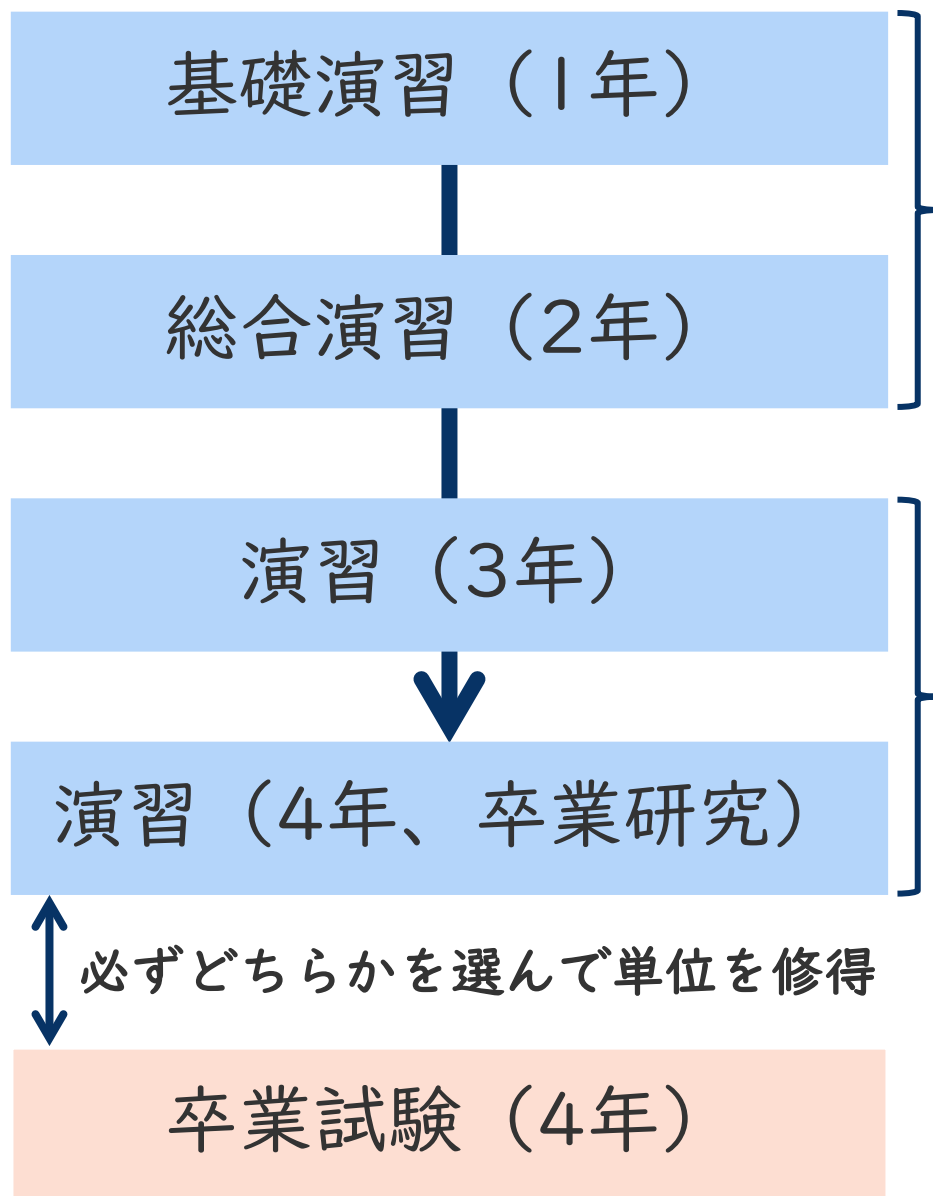 基礎演習（1年）
総合演習（2年）
演習（3年）
演習（4年、卒業研究）
必ずどちらかを選んで単位を修得
卒業試験（4年）